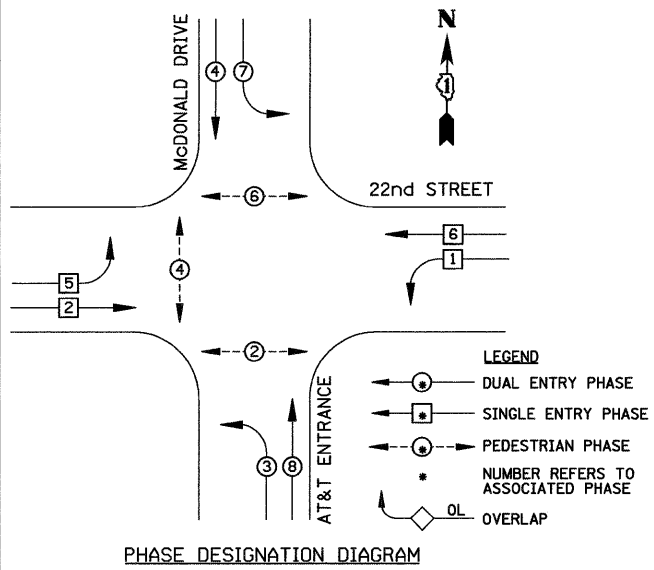 McDONALD DRIVE
4
7
N
1
6
22nd STREET
6
5
4
1
2
2
LEGEND
* DUAL ENTRY PHASE
* SINGLE ENTRY PHASE
* PEDESTRIAN PHASE
* NUMBER REFERS TO
ASSOCIATED PHASE
OL OVERLAP
3
8
AT&T ENTRANCE
PHASE DESIGNATION DIAGRAM